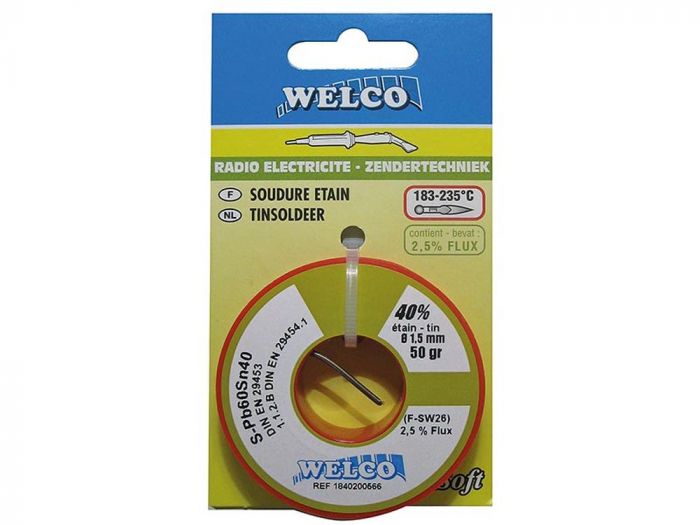 WELCO
RADIO ELECTRICITE - ZENDERTECHNIEK
F SOUDURE ETAIN
NL TINSOLDEER
183-235°C
contient - bevat :
2,5% FLUX
S-Pb60Sn40
DIN EN 29453
1.1.2.B DIN EN 29454.1
40%
étain - tin
Ø 1,5 mm
50 gr
(F-SW26)
2,5 % Flux
WELCO
REF 1840200566
soft